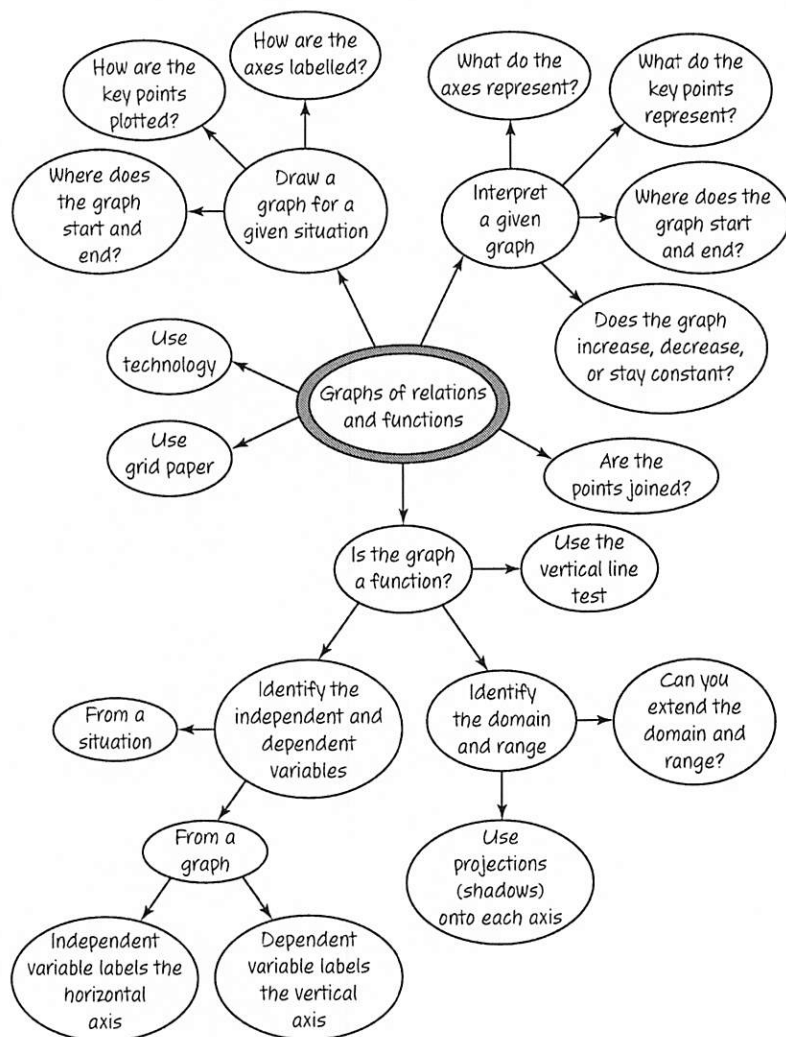 How are the
axes labelled?
How are the
key points
plotted?
Where does
the graph
start and
end?
Draw a
graph for a
given situation
What do the
axes represent?
What do the
key points
represent?
Interpret
a given
graph
Where does the
graph start
and end?
Does the graph
increase, decrease,
or stay constant?
Use
technology
Use
grid paper
Graphs of relations
and functions
Are the
points joined?
Is the graph
a function?
Use the
vertical line
test
Identify the
independent and
dependent
variables
From a
situation
From a
graph
Independent
variable labels the
horizontal
axis
Dependent
variable labels
the vertical
axis
Identify
the domain
and range
Can you
extend the
domain and
range?
Use
projections
(shadows)
onto each axis